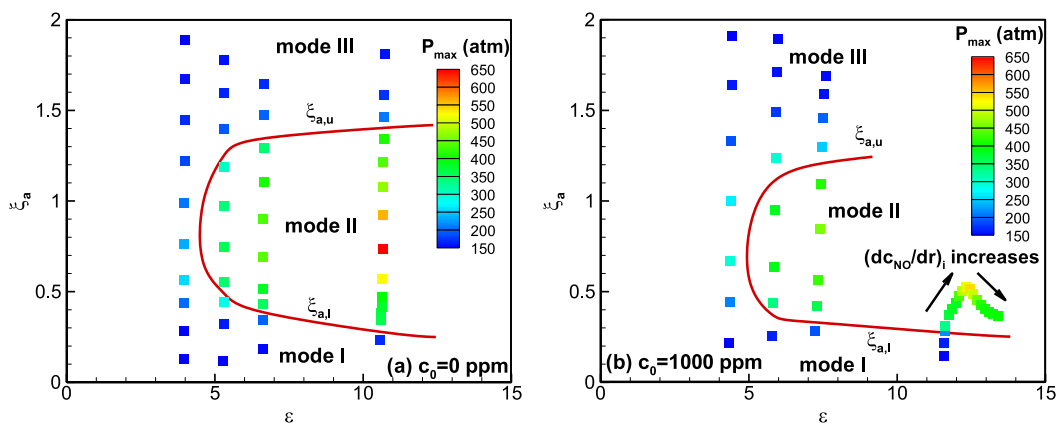 2
1.5
1
0.5
0
0
5
10
15
ξa
ε
mode III
ξa,u
mode II
ξa,l
mode I
(a) c0=0 ppm
Pmax (atm)
650
600
550
500
450
400
350
300
250
200
150
2
1.5
1
0.5
0
0
5
10
15
ξa
ε
mode III
ξa,u
mode II
(dcNO/dr)i increases
ξa,l
mode I
(b) c0=1000 ppm
Pmax (atm)
650
600
550
500
450
400
350
300
250
200
150